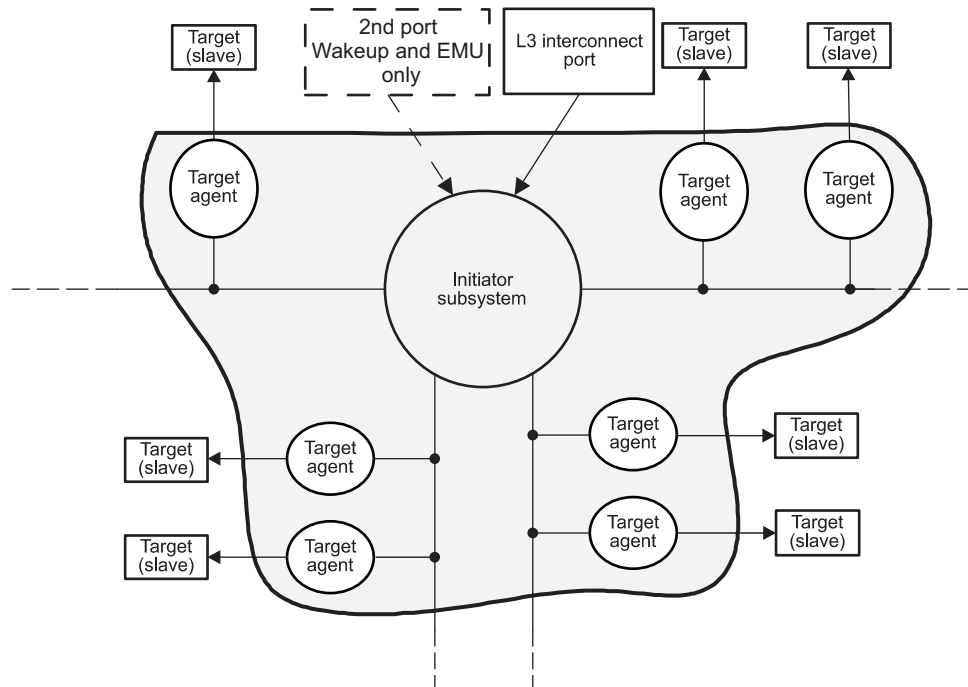 Target
(slave)
2nd port
Wakeup and EMU
only
L3 interconnect
port
Target
(slave)
Target
(slave)
Target
agent
Target
agent
Target
agent
Initiator
subsystem
Target
(slave)
Target
agent
Target
agent
Target
(slave)
Target
(slave)
Target
agent
Target
agent
Target
(slave)